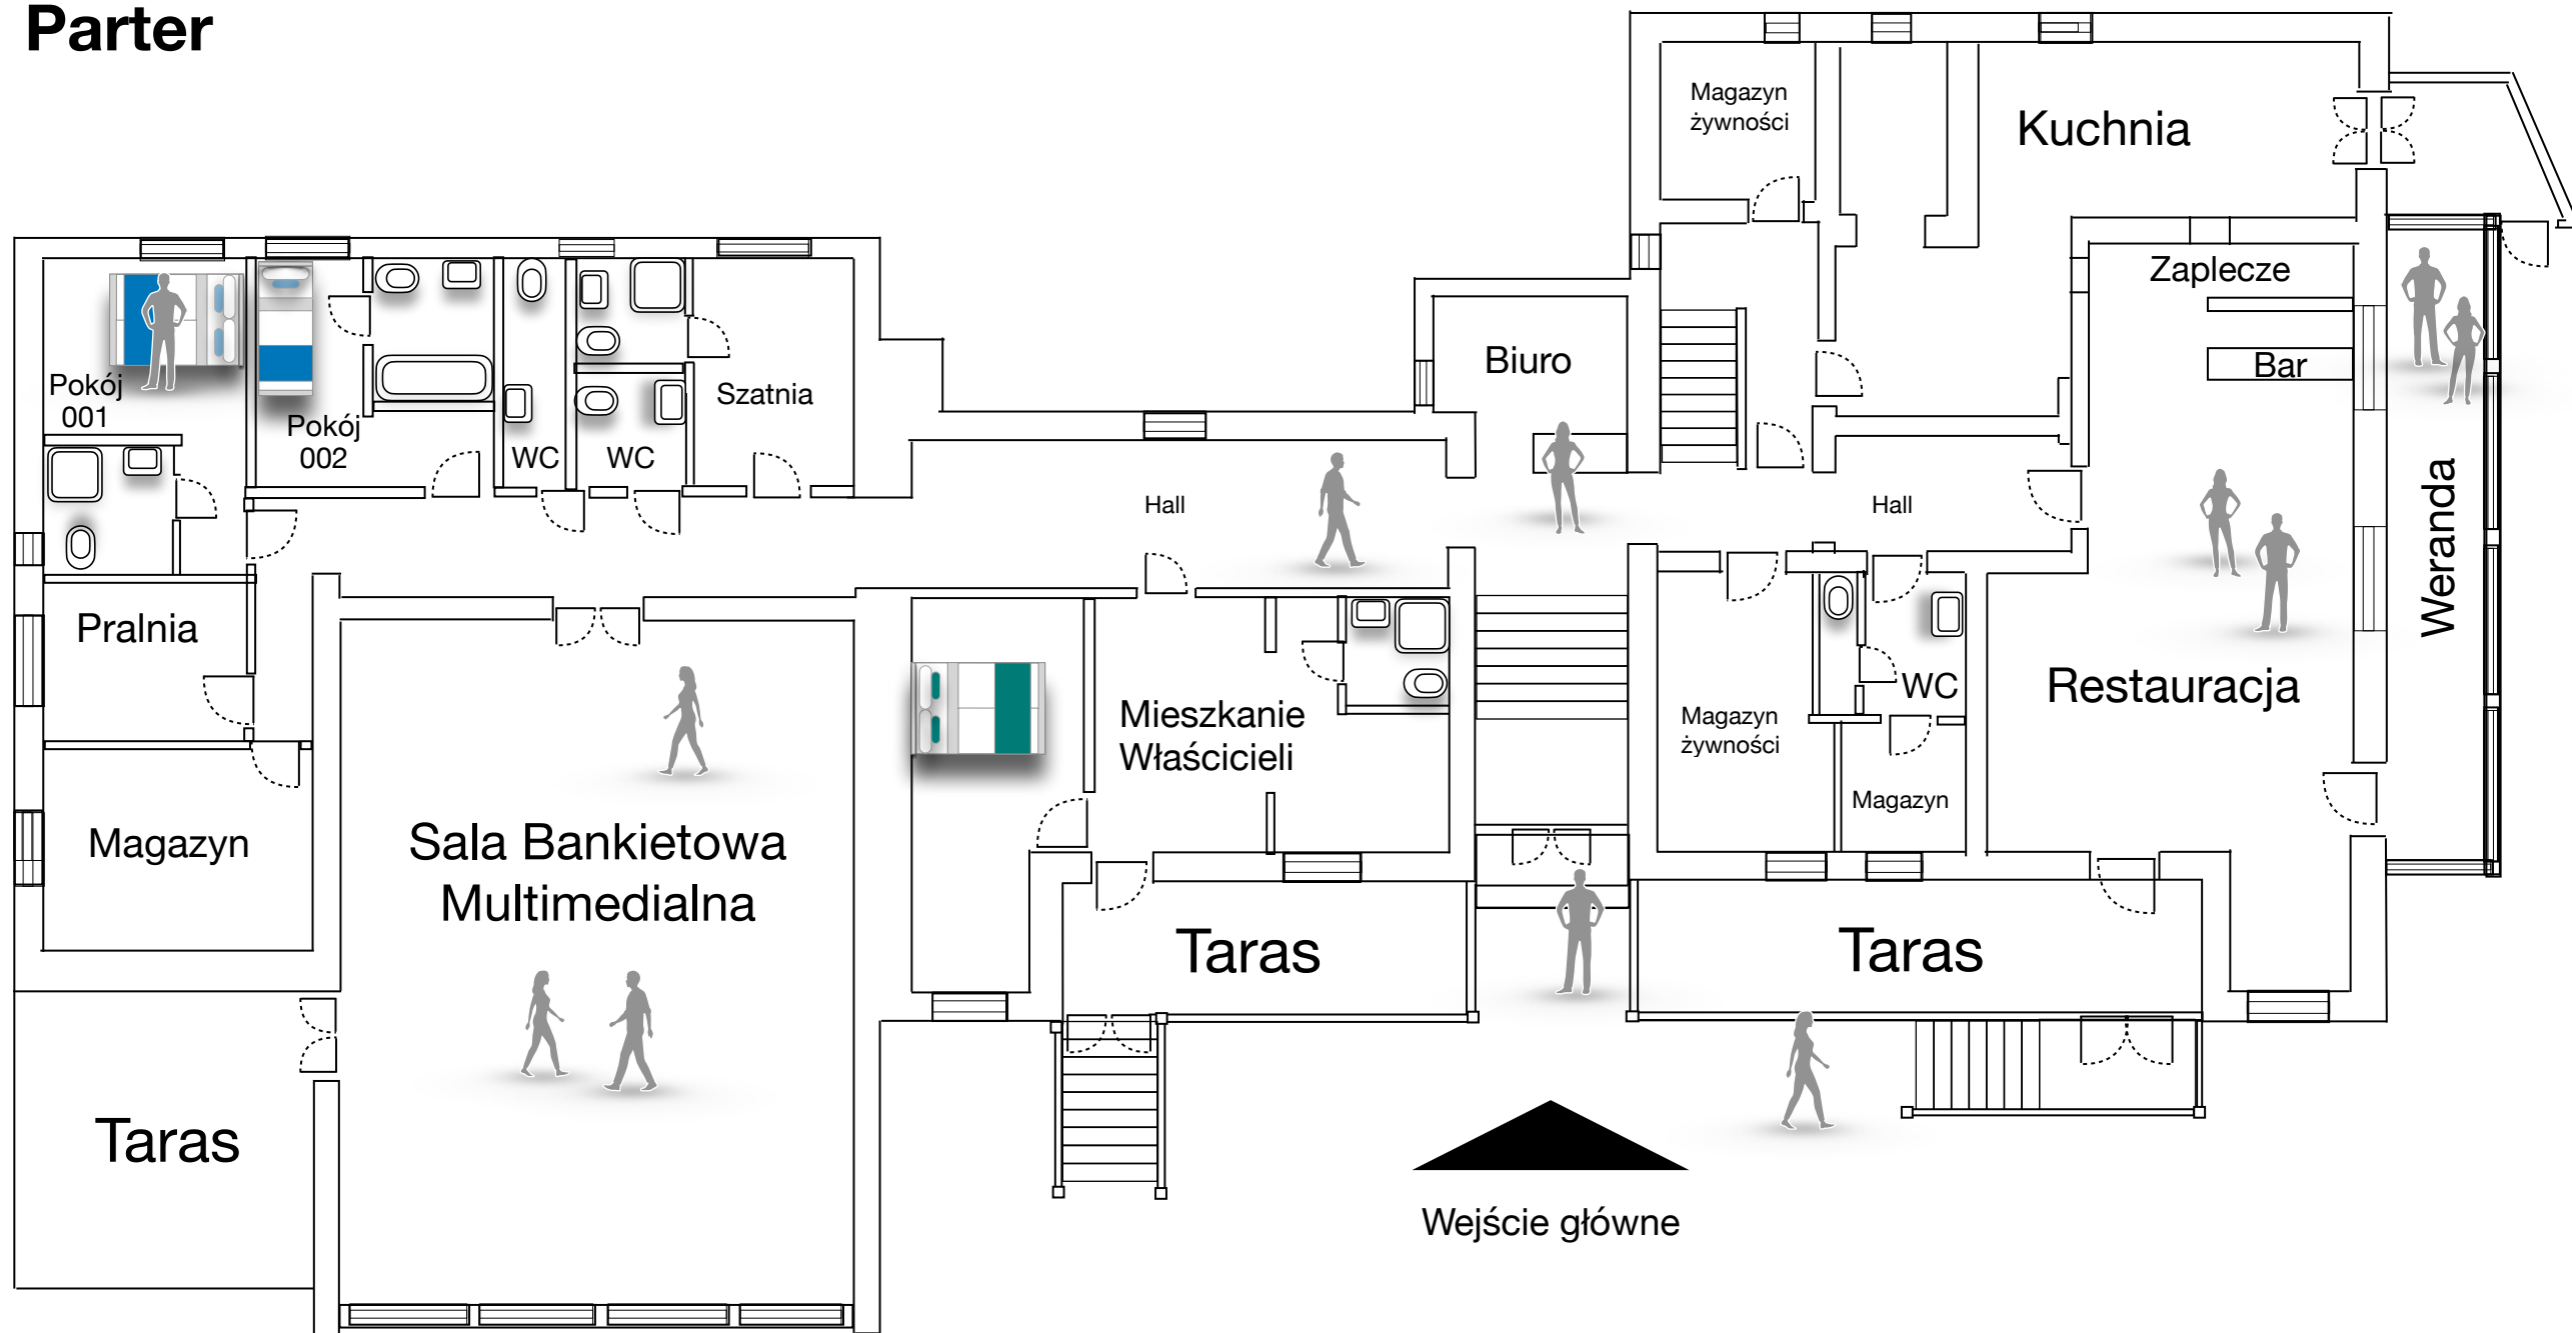 Parter
Magazyn
żywności
Kuchnia
Zaplecze
Bar
Biuro
Pokój
001
Pokój
002
WC
WC
Szatnia
Hall
Hall
Weranda
Pralnia
Mieszkanie
Właścicieli
Magazyn
żywności
WC
Restauracja
Magazyn
Magazyn
Sala Bankietowa
Multimedialna
Taras
Taras
Taras
Wejście główne